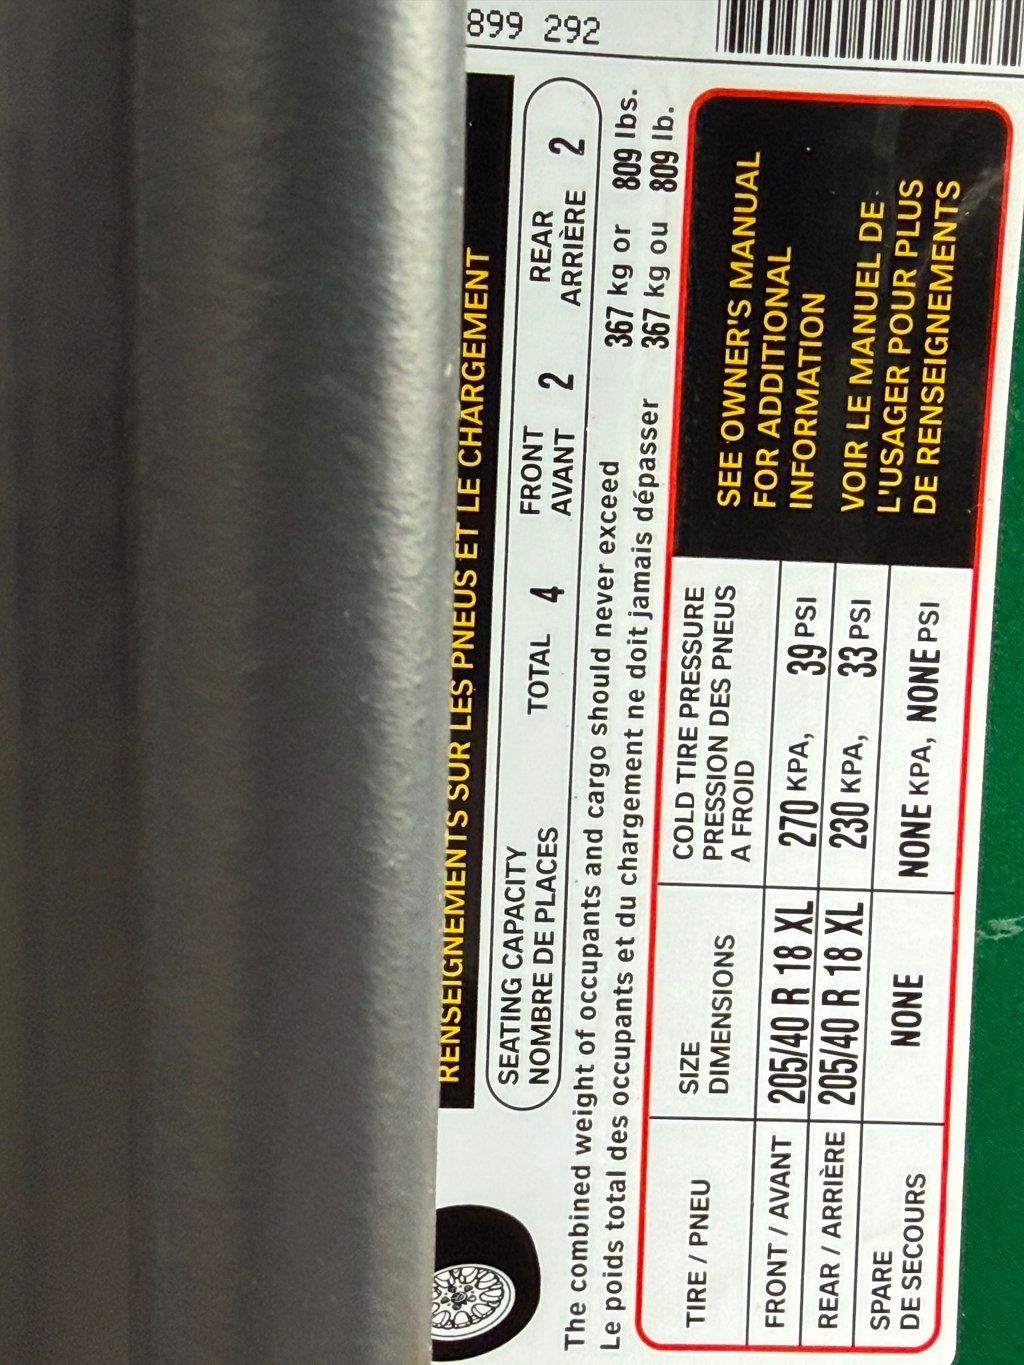 899 292
RENSEIGNEMENTS SUR LES PNEUS ET LE CHARGEMENT
SEATING CAPACITY
NOMBRE DE PLACES
TOTAL 4
FRONT
AVANT 2
REAR
ARRIÈRE 2
The combined weight of occupants and cargo should never exceed 367 kg or 809 lbs.
Le poids total des occupants et du chargement ne doit jamais dépasser 367 kg ou 809 lb.
TIRE / PNEU
SIZE
DIMENSIONS
COLD TIRE PRESSURE
PRESSION DES PNEUS
A FROID
FRONT / AVANT 205/40 R 18 XL 270 KPA, 39 PSI
REAR / ARRIÈRE 205/40 R 18 XL 230 KPA, 33 PSI
SPARE
DE SECOURS NONE NONE KPA, NONE PSI
SEE OWNER'S MANUAL
FOR ADDITIONAL
INFORMATION
VOIR LE MANUEL DE
L'USAGER POUR PLUS
DE RENSEIGNEMENTS